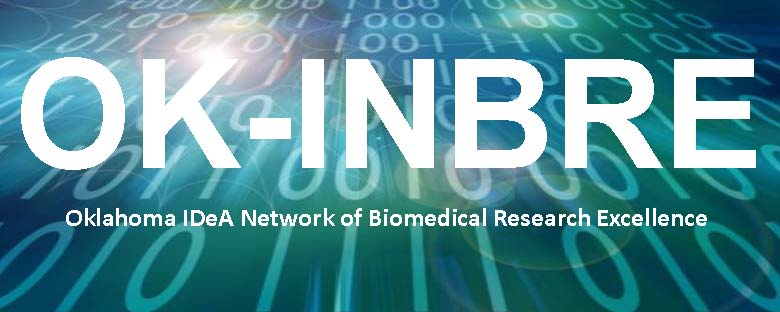 OK-INBRE
Oklahoma IDeA Network of Biomedical Research Excellence